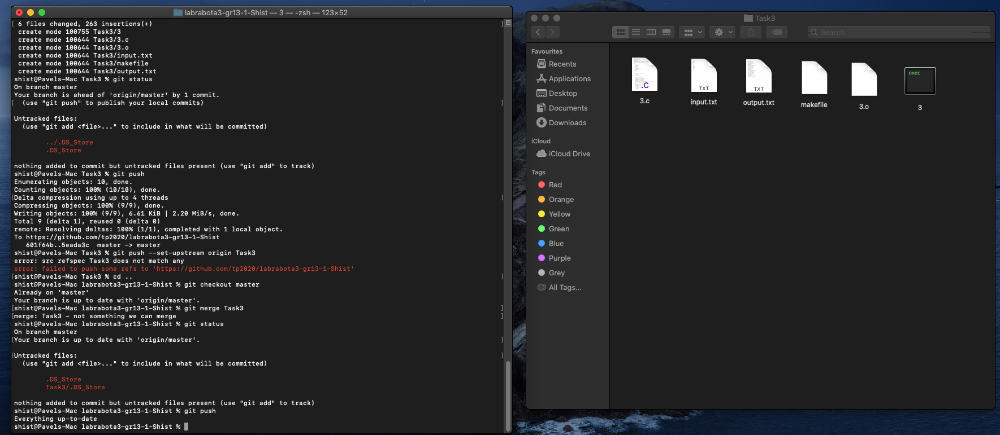 labrabota3-gr13-1-Shist — 3 — -zsh — 123×52
[ 6 files changed, 263 insertions(+) ]
create mode 100755 Task3/3
create mode 100644 Task3/3.c
create mode 100644 Task3/3.o
create mode 100644 Task3/input.txt
create mode 100644 Task3/makefile
create mode 100644 Task3/output.txt
shist@Pavels-Mac Task3 % git status
On branch master
Your branch is ahead of 'origin/master' by 1 commit.
[  (use "git push" to publish your local commits) ]
Untracked files:
(use "git add <file>..." to include in what will be committed)
../.DS_Store
.DS_Store
nothing added to commit but untracked files present (use "git add" to track)
shist@Pavels-Mac Task3 % git push
Enumerating objects: 10, done.
Counting objects: 100% (10/10), done.
[Delta compression using up to 4 threads ]
Compressing objects: 100% (9/9), done.
Writing objects: 100% (9/9), 6.61 KiB | 2.20 MiB/s, done.
Total 9 (delta 1), reused 0 (delta 0)
remote: Resolving deltas: 100% (1/1), completed with 1 local object.
To https://github.com/tp2020/labrabota3-gr13-1-Shist
601f64b..5eada3c  master -> master
shist@Pavels-Mac Task3 % git push --set-upstream origin Task3
error: src refspec Task3 does not match any
error: failed to push some refs to 'https://github.com/tp2020/labrabota3-gr13-1-Shist'
[shist@Pavels-Mac Task3 % cd .. ]
shist@Pavels-Mac labrabota3-gr13-1-Shist % git checkout master
Already on 'master'
Your branch is up to date with 'origin/master'.
[shist@Pavels-Mac labrabota3-gr13-1-Shist % git merge Task3 ]
[merge: Task3 - not something we can merge ]
shist@Pavels-Mac labrabota3-gr13-1-Shist % git status
On branch master
[Your branch is up to date with 'origin/master'. ]
[Untracked files: ]
(use "git add <file>..." to include in what will be committed)
.DS_Store
Task3/.DS_Store
nothing added to commit but untracked files present (use "git add" to track)
shist@Pavels-Mac labrabota3-gr13-1-Shist % git push
Everything up-to-date
shist@Pavels-Mac labrabota3-gr13-1-Shist %
Task3
Search
Favourites
Recents
Applications
Desktop
Documents
Downloads
iCloud
iCloud Drive
Tags
Red
Orange
Yellow
Green
Blue
Purple
Grey
All Tags...
.C
TXT
TXT
exec
3.c
input.txt
output.txt
makefile
3.o
3